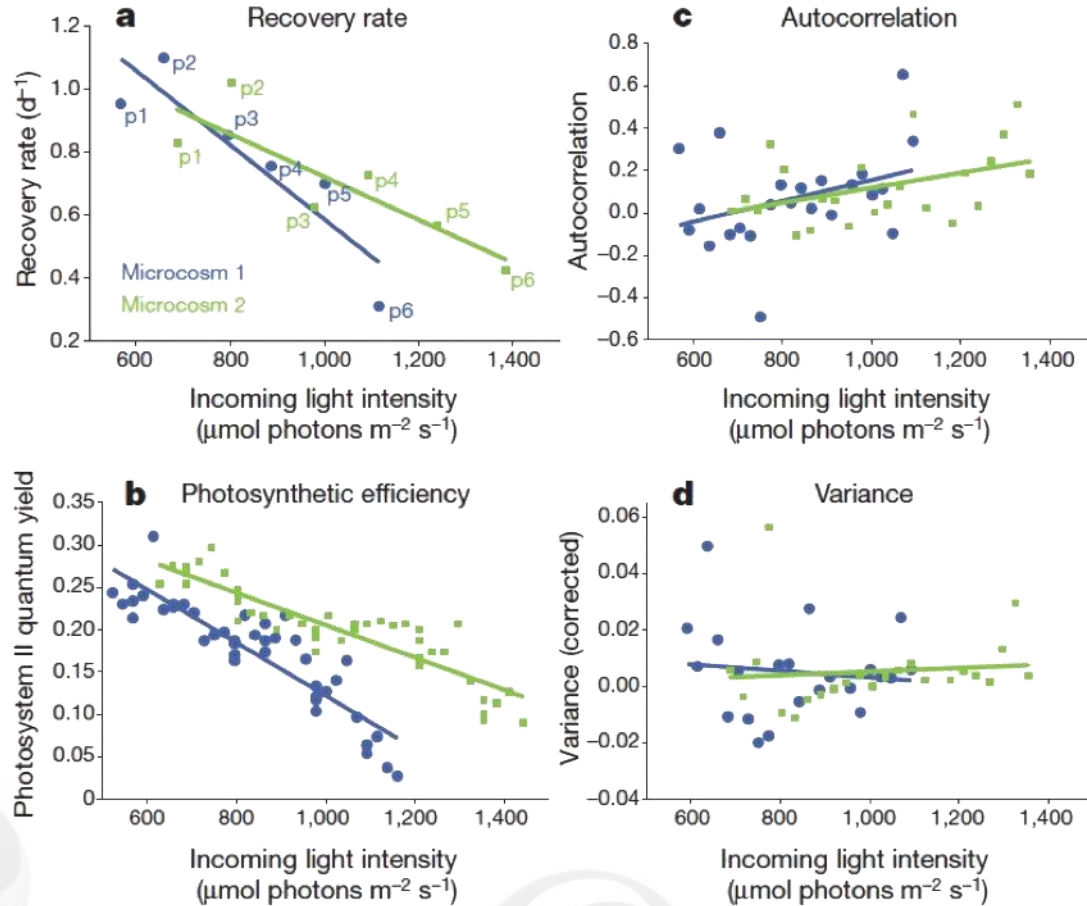 a Recovery rate
Recovery rate (d⁻¹)
1.2
1.0
0.8
0.6
0.4
0.2
p2
p1
p3
p4
p5
p6
p2
p1
p4
p3
p5
p6
Microcosm 1
Microcosm 2
600 800 1,000 1,200 1,400
Incoming light intensity
(μmol photons m⁻² s⁻¹)
c Autocorrelation
Autocorrelation
0.8
0.6
0.4
0.2
0.0
–0.2
–0.4
–0.6
600 800 1,000 1,200 1,400
Incoming light intensity
(μmol photons m⁻² s⁻¹)
b Photosynthetic efficiency
Photosystem II quantum yield
0.35
0.30
0.25
0.20
0.15
0.10
0.05
0
600 800 1,000 1,200 1,400
Incoming light intensity
(μmol photons m⁻² s⁻¹)
d Variance
Variance (corrected)
0.06
0.04
0.02
0.00
–0.02
–0.04
600 800 1,000 1,200 1,400
Incoming light intensity
(μmol photons m⁻² s⁻¹)